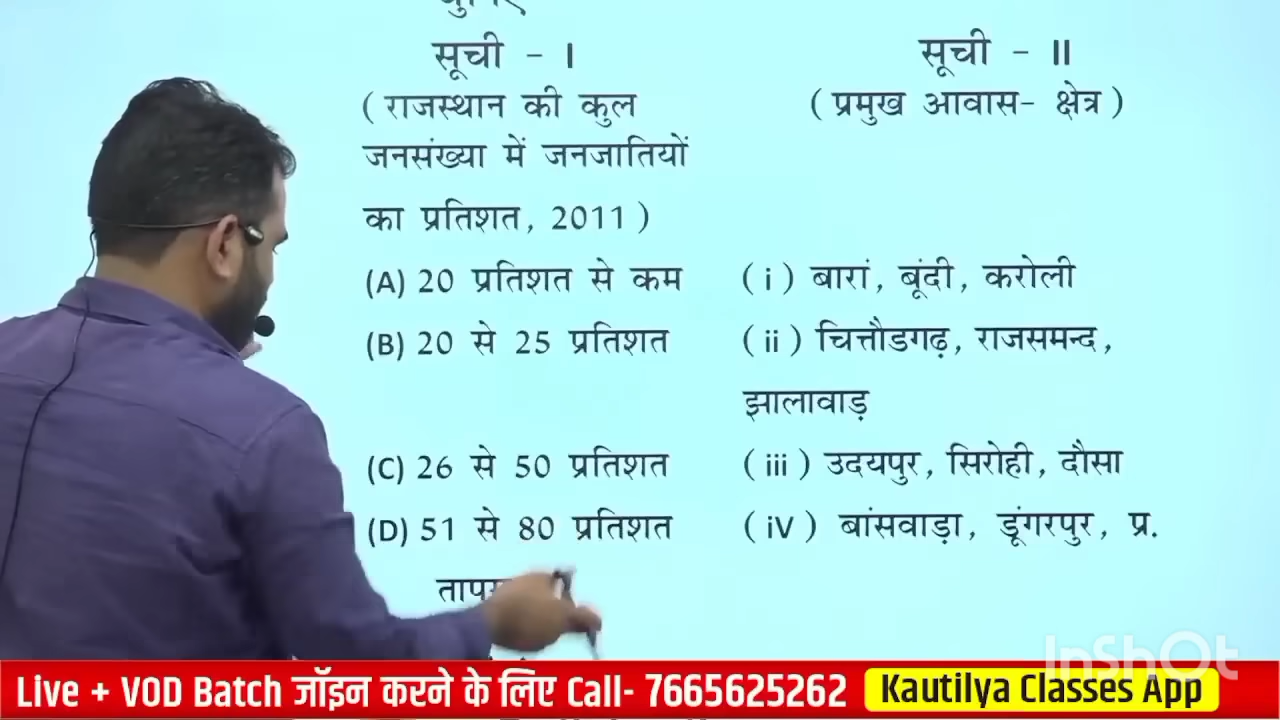 सूची - I
सूची - II
( राजस्थान की कुल
जनसंख्या में जनजातियों
का प्रतिशत, 2011 )
( प्रमुख आवास- क्षेत्र )
(A) 20 प्रतिशत से कम
( i ) बारां, बूंदी, करोली
(B) 20 से 25 प्रतिशत
( ii ) चित्तौडगढ़, राजसमन्द,
झालावाड़
(C) 26 से 50 प्रतिशत
( iii ) उदयपुर, सिरोही, दौसा
(D) 51 से 80 प्रतिशत
( iV ) बांसवाड़ा, डूंगरपुर, प्र.
InShOt
Live + VOD Batch जॉइन करने के लिए Call- 7665625262
Kautilya Classes App